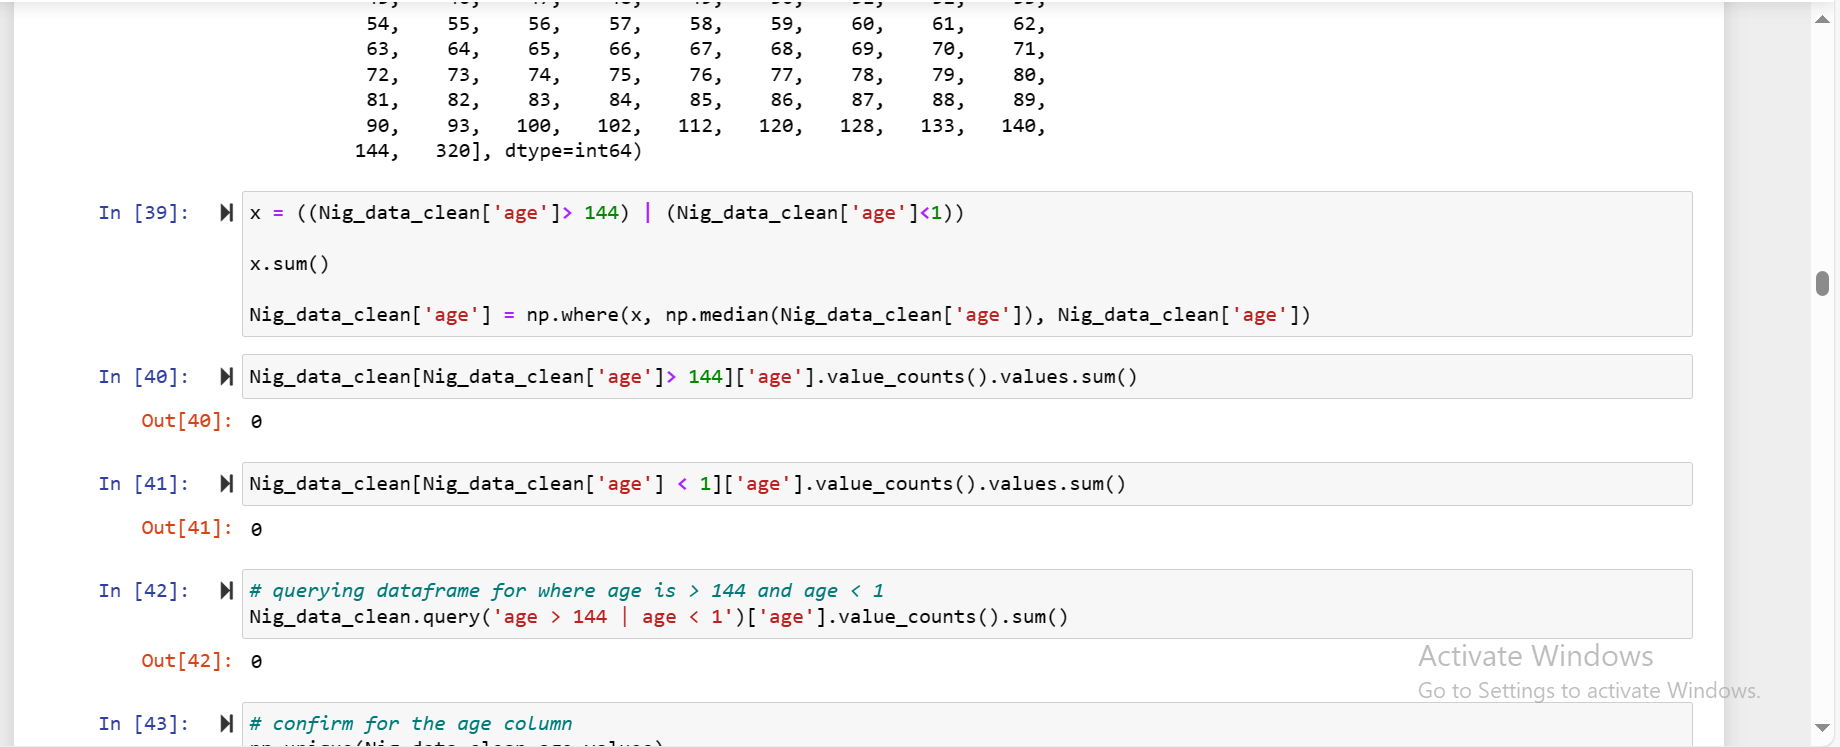 54, 55, 56, 57, 58, 59, 60, 61, 62,
63, 64, 65, 66, 67, 68, 69, 70, 71,
72, 73, 74, 75, 76, 77, 78, 79, 80,
81, 82, 83, 84, 85, 86, 87, 88, 89,
90, 93, 100, 102, 112, 120, 128, 133, 140,
144, 320], dtype=int64)
In [39]: x = ((Nig_data_clean['age']> 144) | (Nig_data_clean['age']<1))
x.sum()
Nig_data_clean['age'] = np.where(x, np.median(Nig_data_clean['age']), Nig_data_clean['age'])
In [40]: Nig_data_clean[Nig_data_clean['age']> 144]['age'].value_counts().values.sum()
Out[40]: 0
In [41]: Nig_data_clean[Nig_data_clean['age'] < 1]['age'].value_counts().values.sum()
Out[41]: 0
In [42]: # querying dataframe for where age is > 144 and age < 1
Nig_data_clean.query('age > 144 | age < 1')['age'].value_counts().sum()
Out[42]: 0
Activate Windows
Go to Settings to activate Windows.
In [43]: # confirm for the age column